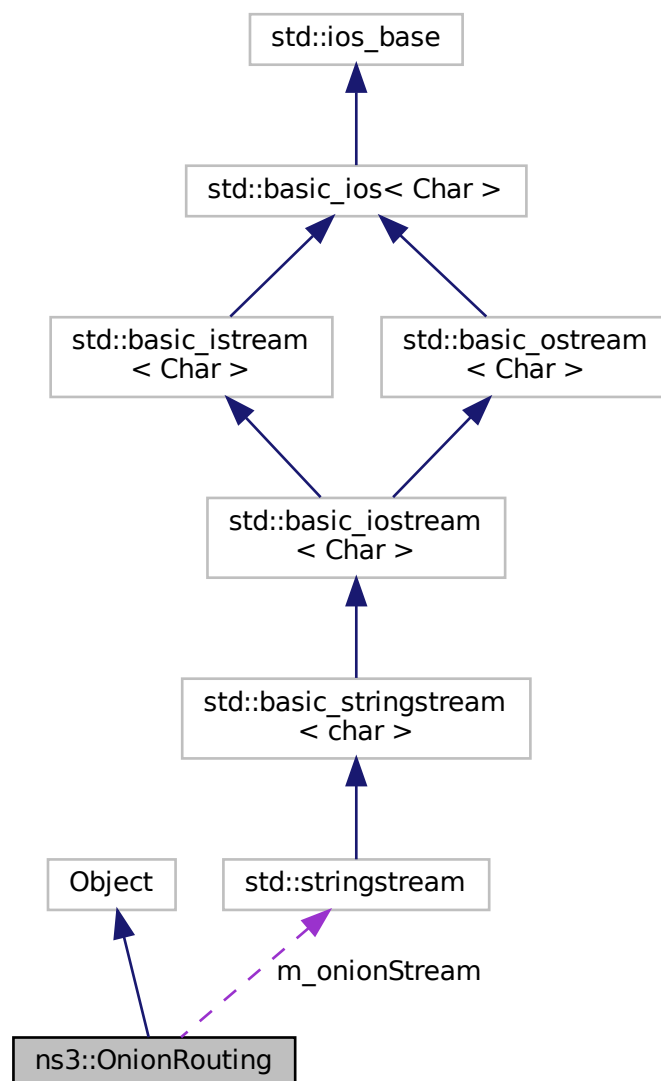 std::ios_base
std::basic_ios< Char >
std::basic_istream
< Char >
std::basic_ostream
< Char >
std::basic_iostream
< Char >
std::basic_stringstream
< char >
Object
std::stringstream
m_onionStream
ns3::OnionRouting